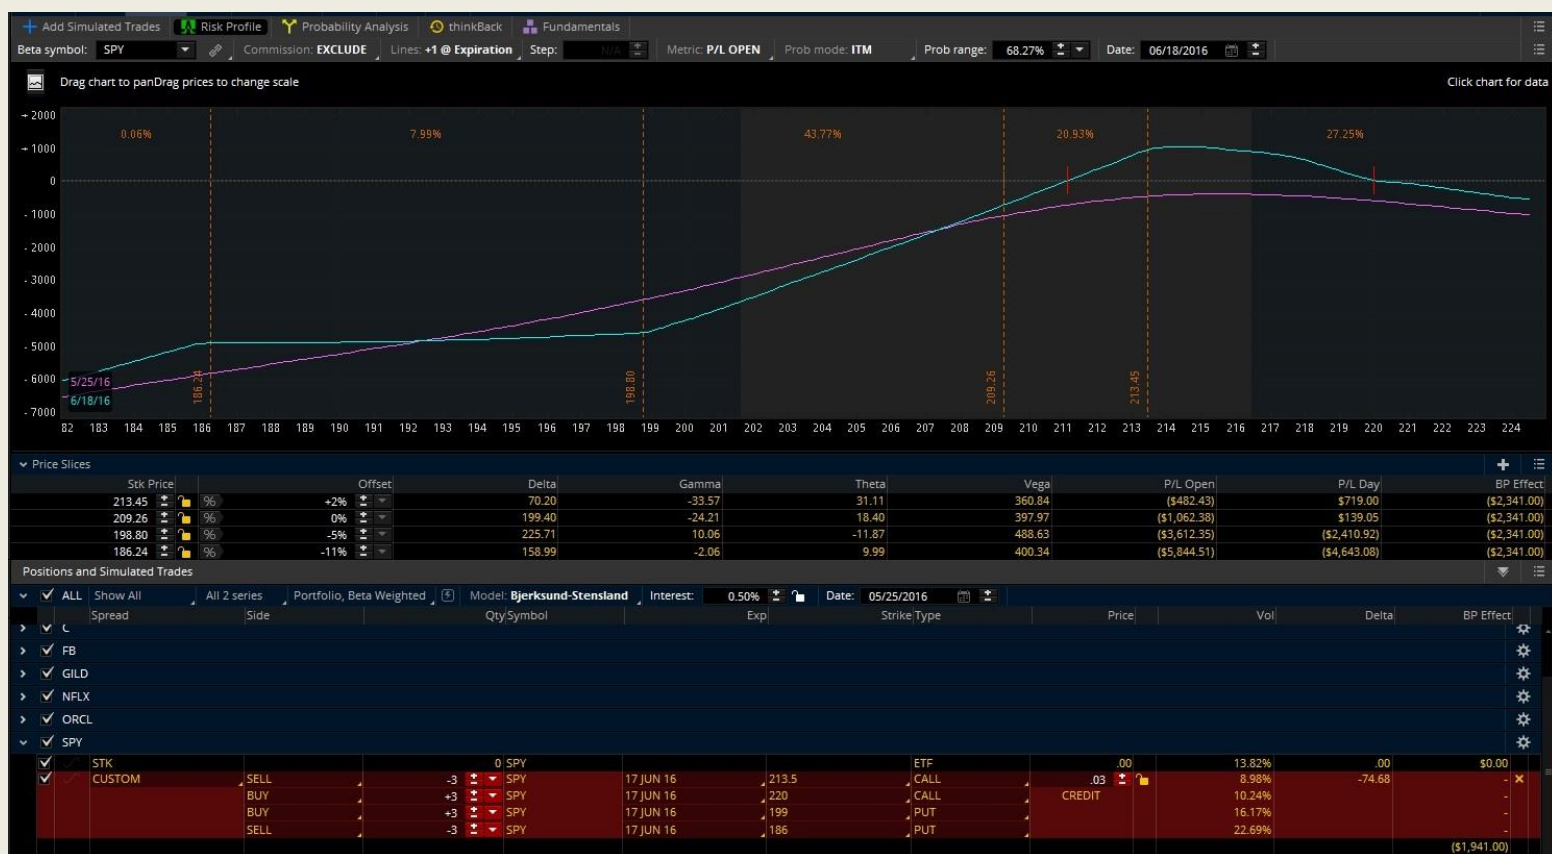 Add Simulated Trades Risk Profile Probability Analysis thinkBack Fundamentals
Beta symbol: SPY Commission: EXCLUDE Lines: +1 @ Expiration Step: N/A Metric: P/L OPEN Prob mode: ITM Prob range: 68.27% Date: 06/18/2016
Drag chart to panDrag prices to change scale Click chart for data
+ 2000
0.06% 7.99% 43.77% 20.93% 27.25%
+ 1000
0
- 1000
- 2000
- 3000
- 4000
- 5000
- 6000
- 7000
5/25/16
6/18/16
186.24 198.80 209.26 213.45
82 183 184 185 186 187 188 189 190 191 192 193 194 195 196 197 198 199 200 201 202 203 204 205 206 207 208 209 210 211 212 213 214 215 216 217 218 219 220 221 222 223 224
Price Slices
Stk Price Offset Delta Gamma Theta Vega P/L Open P/L Day BP Effect
213.45 % +2% 70.20 -33.57 31.11 360.84 ($482.43) $719.00 ($2,341.00)
209.26 % 0% 199.40 -24.21 18.40 397.97 ($1,062.38) $139.05 ($2,341.00)
198.80 % -5% 225.71 10.06 -11.87 488.63 ($3,612.35) ($2,410.92) ($2,341.00)
186.24 % -11% 158.99 -2.06 9.99 400.34 ($5,844.51) ($4,643.08) ($2,341.00)
Positions and Simulated Trades
ALL Show All All 2 series Portfolio, Beta Weighted Model: Bjerksund-Stensland Interest: 0.50% Date: 05/25/2016
Spread Side Qty Symbol Exp Strike Type Price Vol Delta BP Effect
C
FB
GILD
NFLX
ORCL
SPY
STK 0 SPY ETF .00 13.82% .00 $0.00
CUSTOM SELL -3 SPY 17 JUN 16 213.5 CALL .03 8.98% -74.68 -
BUY +3 SPY 17 JUN 16 220 CALL CREDIT 10.24% -
BUY +3 SPY 17 JUN 16 199 PUT 16.17% -
SELL -3 SPY 17 JUN 16 186 PUT 22.69% -
($1,941.00)